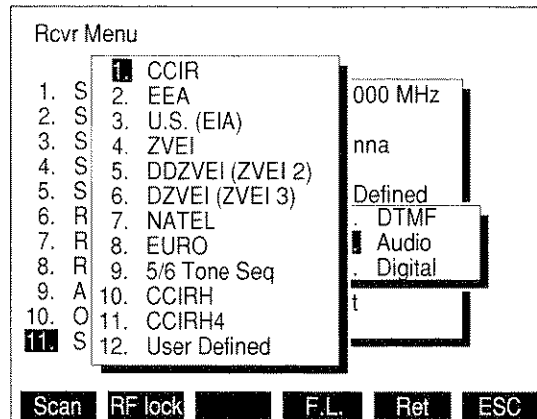 Rcvr Menu
1. S
2. S
3. S
4. S
5. S
6. R
7. R
8. R
9. A
10. O
11. S
1. CCIR
2. EEA
3. U.S. (EIA)
4. ZVEI
5. DDZVEI (ZVEI 2)
6. DZVEI (ZVEI 3)
7. NATEL
8. EURO
9. 5/6 Tone Seq
10. CCIRH
11. CCIRH4
12. User Defined
000 MHz
nna
Defined
. DTMF
Audio
. Digital
t
Scan RF lock F.L. Ret ESC